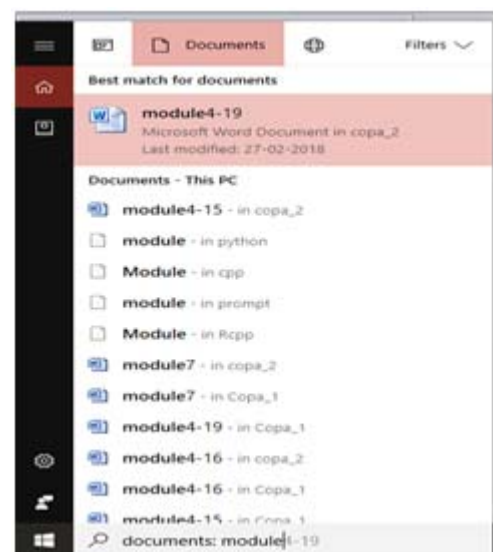 Documents
Filters
Best match for documents
module4-19
Microsoft Word Document in copa_2
Last modified: 27-02-2018
Documents - This PC
module4-15 - in copa_2
module - in python
Module - in cpp
module - in prompt
Module - in Rcpp
module7 - in copa_2
module7 - in Copa_1
module4-19 - in Copa_1
module4-16 - in copa_2
module4-16 - in Copa_1
module4-15 - in Copa_1
documents: module4-19